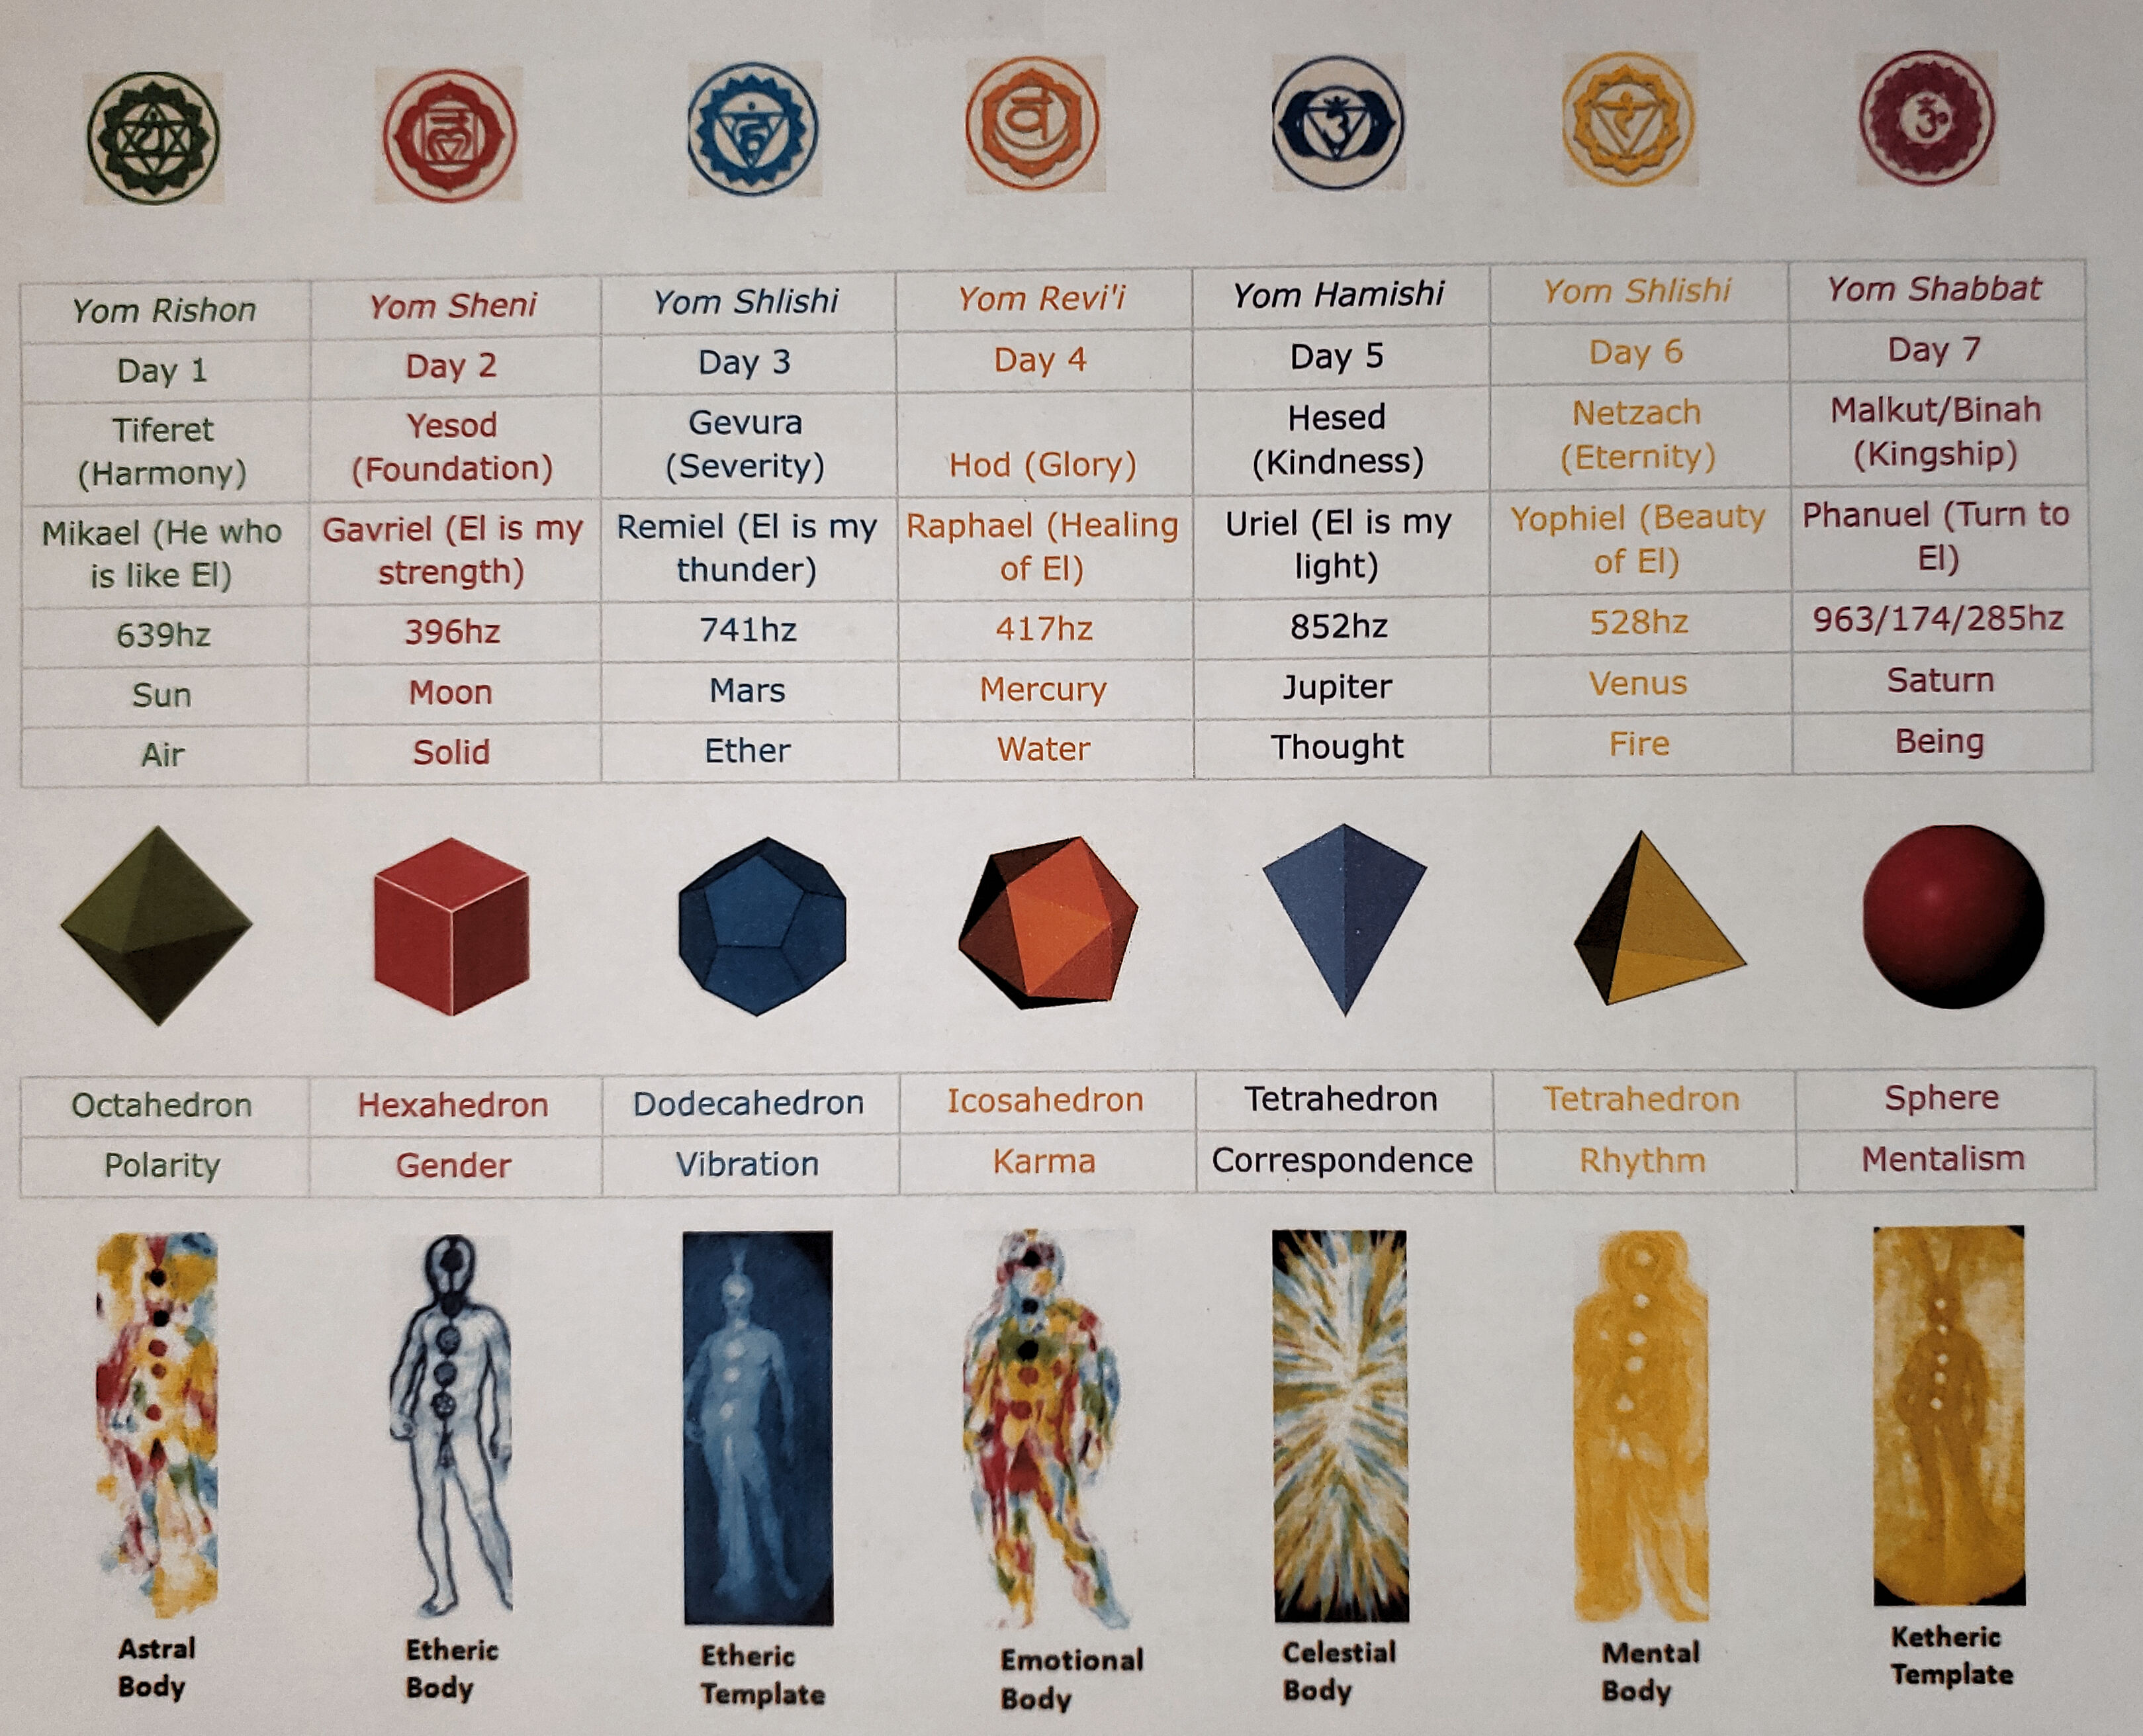 Yom Rishon
Yom Sheni
Yom Shlishi
Yom Revi'i
Yom Hamishi
Yom Shlishi
Yom Shabbat
Day 1
Day 2
Day 3
Day 4
Day 5
Day 6
Day 7
Tiferet
(Harmony)
Yesod
(Foundation)
Gevura
(Severity)
Hod (Glory)
Hesed
(Kindness)
Netzach
(Eternity)
Malkut/Binah
(Kingship)
Mikael (He who
is like El)
Gavriel (El is my
strength)
Remiel (El is my
thunder)
Raphael (Healing
of El)
Uriel (El is my
light)
Yophiel (Beauty
of El)
Phanuel (Turn to
El)
639hz
396hz
741hz
417hz
852hz
528hz
963/174/285hz
Sun
Moon
Mars
Mercury
Jupiter
Venus
Saturn
Air
Solid
Ether
Water
Thought
Fire
Being
Octahedron
Hexahedron
Dodecahedron
Icosahedron
Tetrahedron
Tetrahedron
Sphere
Polarity
Gender
Vibration
Karma
Correspondence
Rhythm
Mentalism
Astral
Body
Etheric
Body
Etheric
Template
Emotional
Body
Celestial
Body
Mental
Body
Ketheric
Template